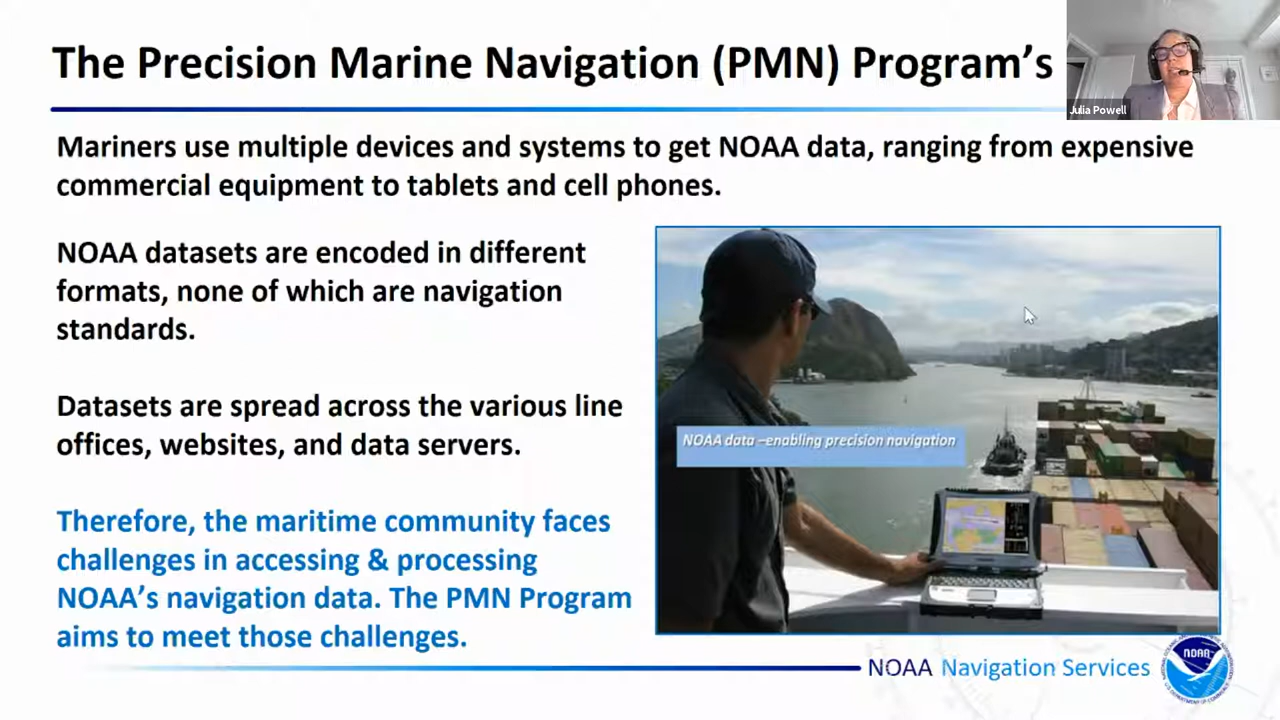 The Precision Marine Navigation (PMN) Program's
Julia Powell
Mariners use multiple devices and systems to get NOAA data, ranging from expensive
commercial equipment to tablets and cell phones.
NOAA datasets are encoded in different
formats, none of which are navigation
standards.
Datasets are spread across the various line
offices, websites, and data servers.
Therefore, the maritime community faces
challenges in accessing & processing
NOAA's navigation data. The PMN Program
aims to meet those challenges.
NOAA data –enabling precision navigation
NOAA Navigation Services
NOAA